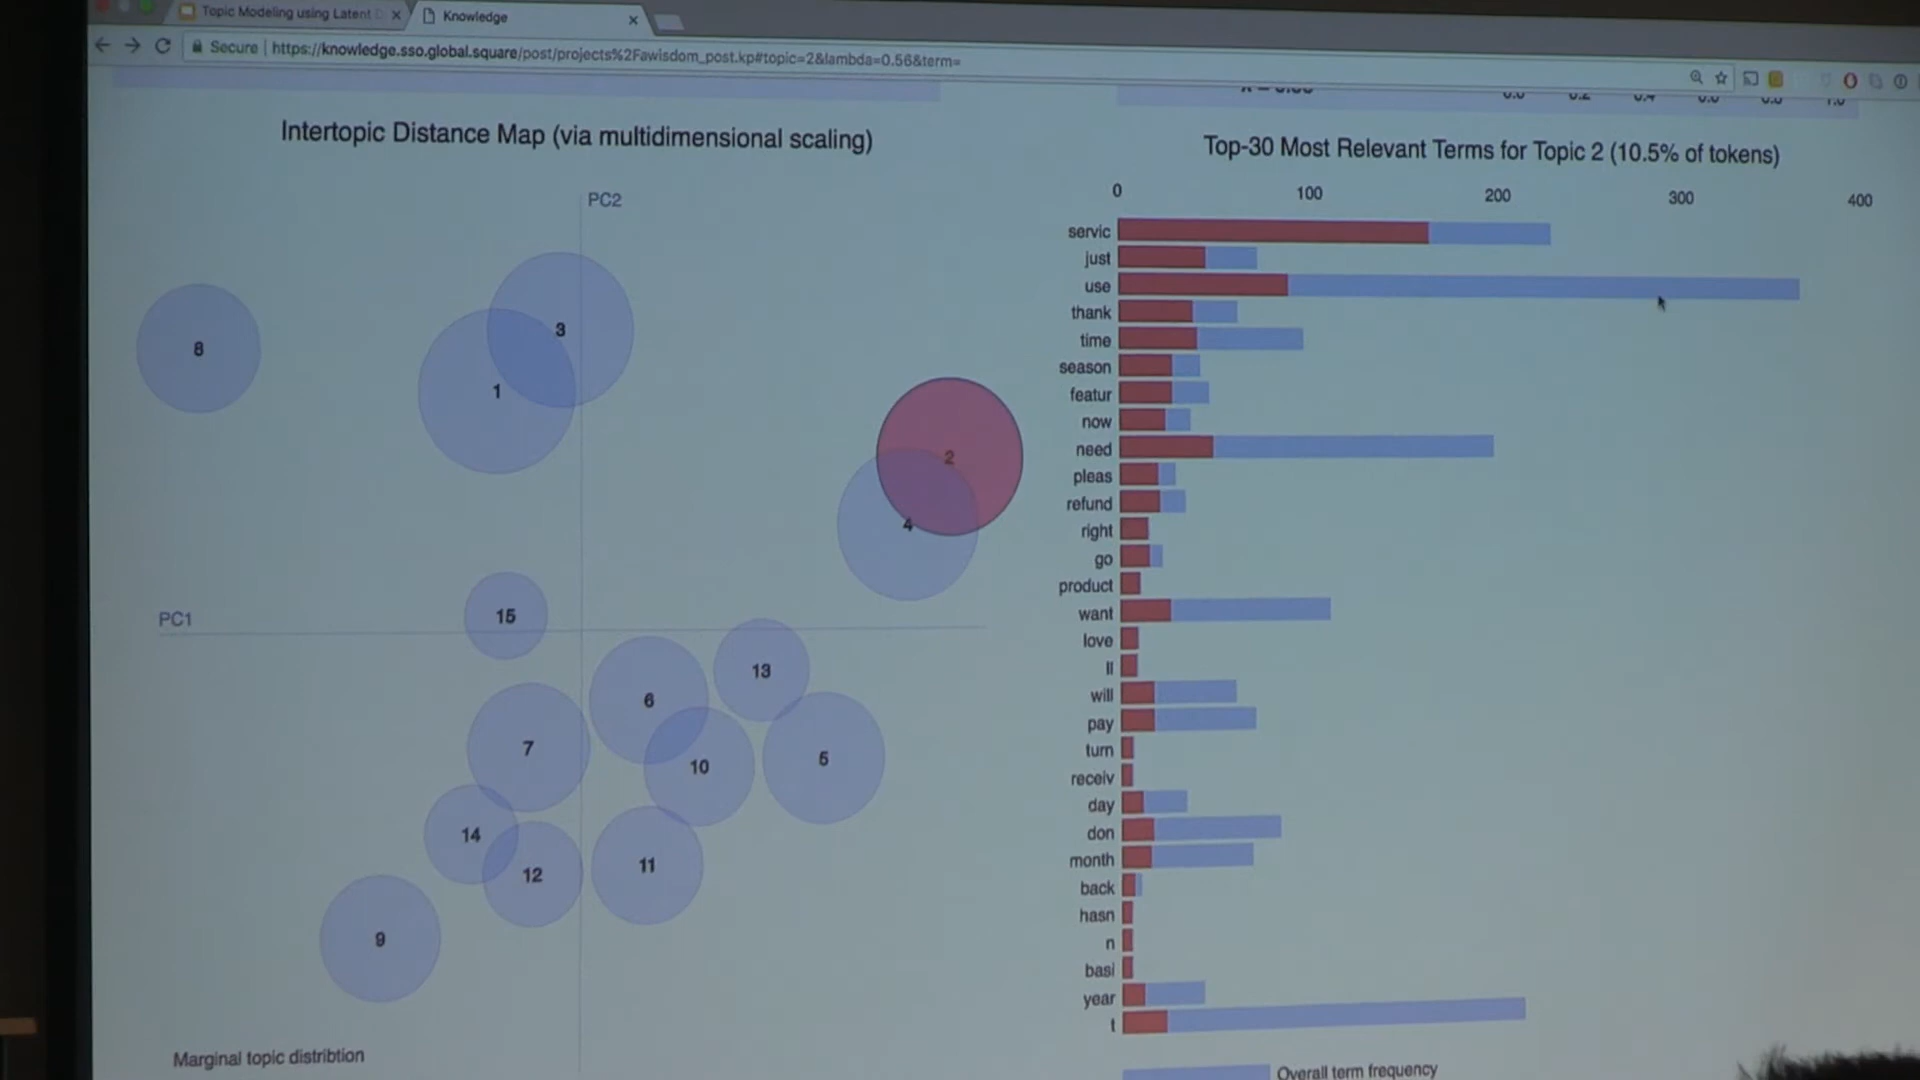 Topic Modeling using Latent
Knowledge
Secure | https://knowledge.sso.global.square/post/projects%2Fawisdom_post.kp#topic=2&lambda=0.56&term=
Intertopic Distance Map (via multidimensional scaling)
PC2
8
3
1
2
4
PC1
15
13
6
7
10
5
14
12
11
9
Marginal topic distribtion
Top-30 Most Relevant Terms for Topic 2 (10.5% of tokens)
0 100 200 300 400
servic
just
use
thank
time
season
featur
now
need
pleas
refund
right
go
product
want
love
ll
will
pay
turn
receiv
day
don
month
back
hasn
n
basi
year
t
Overall term frequency